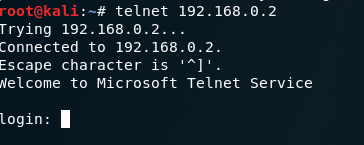 root@kali:~# telnet 192.168.0.2
Trying 192.168.0.2...
Connected to 192.168.0.2.
Escape character is '^]'.
Welcome to Microsoft Telnet Service
login: